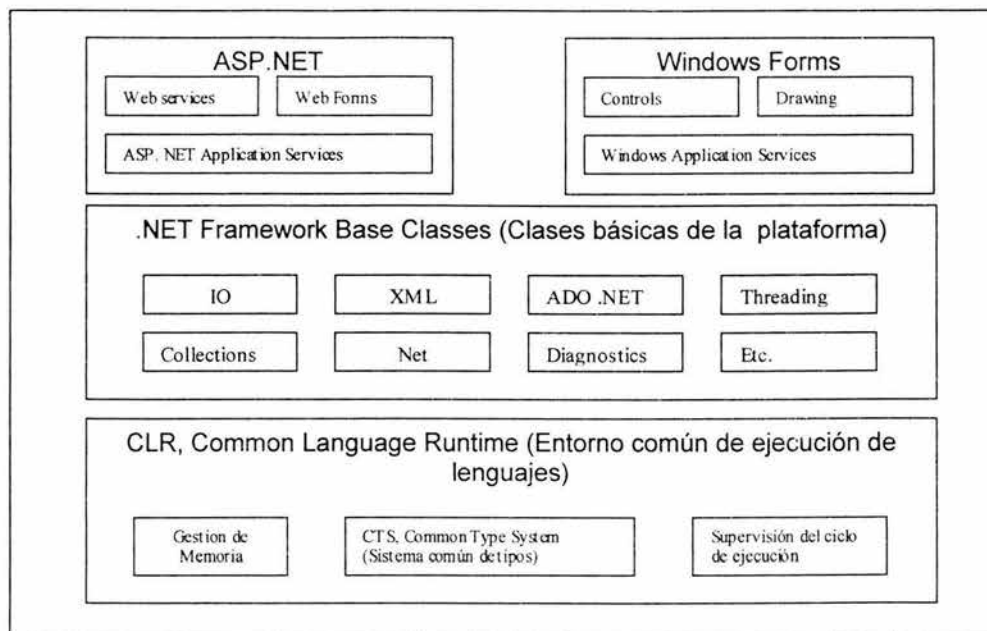 ASP.NET
Web services
Web Forms
ASP. NET Application Services
Windows Forms
Controls
Drawing
Windows Application Services
.NET Framework Base Classes (Clases básicas de la plataforma)
IO
XML
ADO .NET
Threading
Collections
Net
Diagnostics
Etc.
CLR, Common Language Runtime (Entorno común de ejecución de
lenguajes)
Gestion de
Memoria
CTS, Common Type System
(Sistema común de tipos)
Supervisión del ciclo
de ejecución